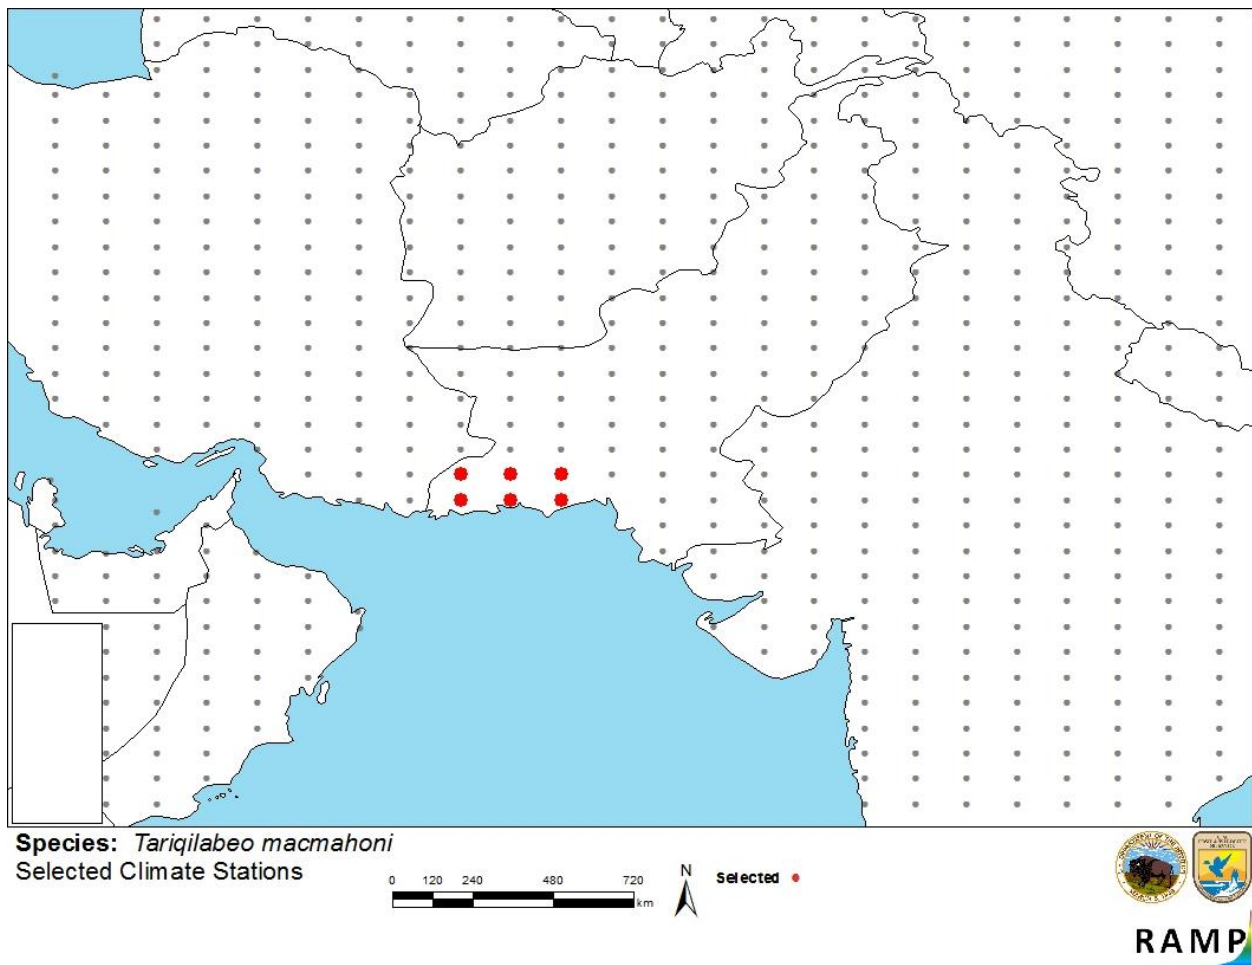 Species: Tariqilabeo macmahoni
Selected Climate Stations
0 120 240 480 720
km
N
Selected
RAMP